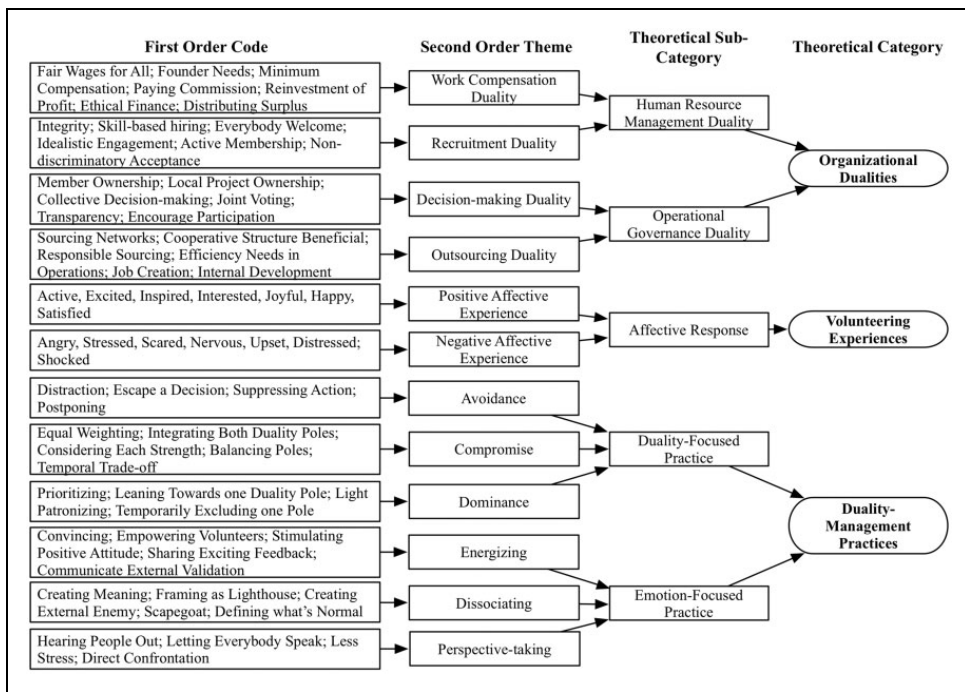 First Order Code
Second Order Theme
Theoretical Sub-
Category
Theoretical Category
Fair Wages for All; Founder Needs; Minimum
Compensation; Paying Commission; Reinvestment of
Profit; Ethical Finance; Distributing Surplus
Work Compensation
Duality
Human Resource
Management Duality
Integrity; Skill-based hiring; Everybody Welcome;
Idealistic Engagement; Active Membership; Non-
discriminatory Acceptance
Recruitment Duality
Organizational
Dualities
Member Ownership; Local Project Ownership;
Collective Decision-making; Joint Voting;
Transparency; Encourage Participation
Decision-making Duality
Operational
Governance Duality
Sourcing Networks; Cooperative Structure Beneficial;
Responsible Sourcing; Efficiency Needs in
Operations; Job Creation; Internal Development
Outsourcing Duality
Active, Excited, Inspired, Interested, Joyful, Happy,
Satisfied
Positive Affective
Experience
Affective Response
Volunteering
Experiences
Angry, Stressed, Scared, Nervous, Upset, Distressed;
Shocked
Negative Affective
Experience
Distraction; Escape a Decision; Suppressing Action;
Postponing
Avoidance
Equal Weighting; Integrating Both Duality Poles;
Considering Each Strength; Balancing Poles;
Temporal Trade-off
Compromise
Duality-Focused
Practice
Prioritizing; Leaning Towards one Duality Pole; Light
Patronizing; Temporarily Excluding one Pole
Dominance
Duality-
Management
Practices
Convincing; Empowering Volunteers; Stimulating
Positive Attitude; Sharing Exciting Feedback;
Communicate External Validation
Energizing
Creating Meaning; Framing as Lighthouse; Creating
External Enemy; Scapegoat; Defining what's Normal
Dissociating
Emotion-Focused
Practice
Hearing People Out; Letting Everybody Speak; Less
Stress; Direct Confrontation
Perspective-taking